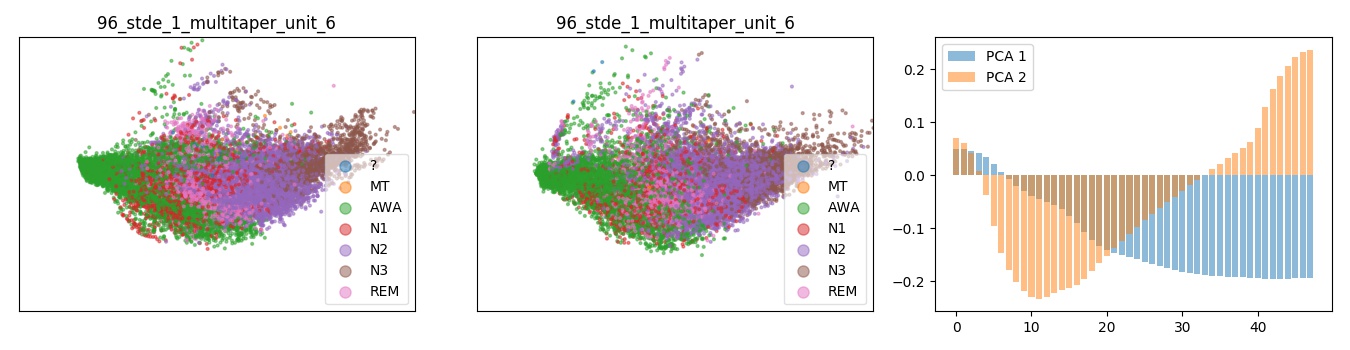 96_stde_1_multitaper_unit_6
?
MT
AWA
N1
N2
N3
REM
96_stde_1_multitaper_unit_6
?
MT
AWA
N1
N2
N3
REM
PCA 1
PCA 2
0.2
0.1
0.0
−0.1
−0.2
0 10 20 30 40